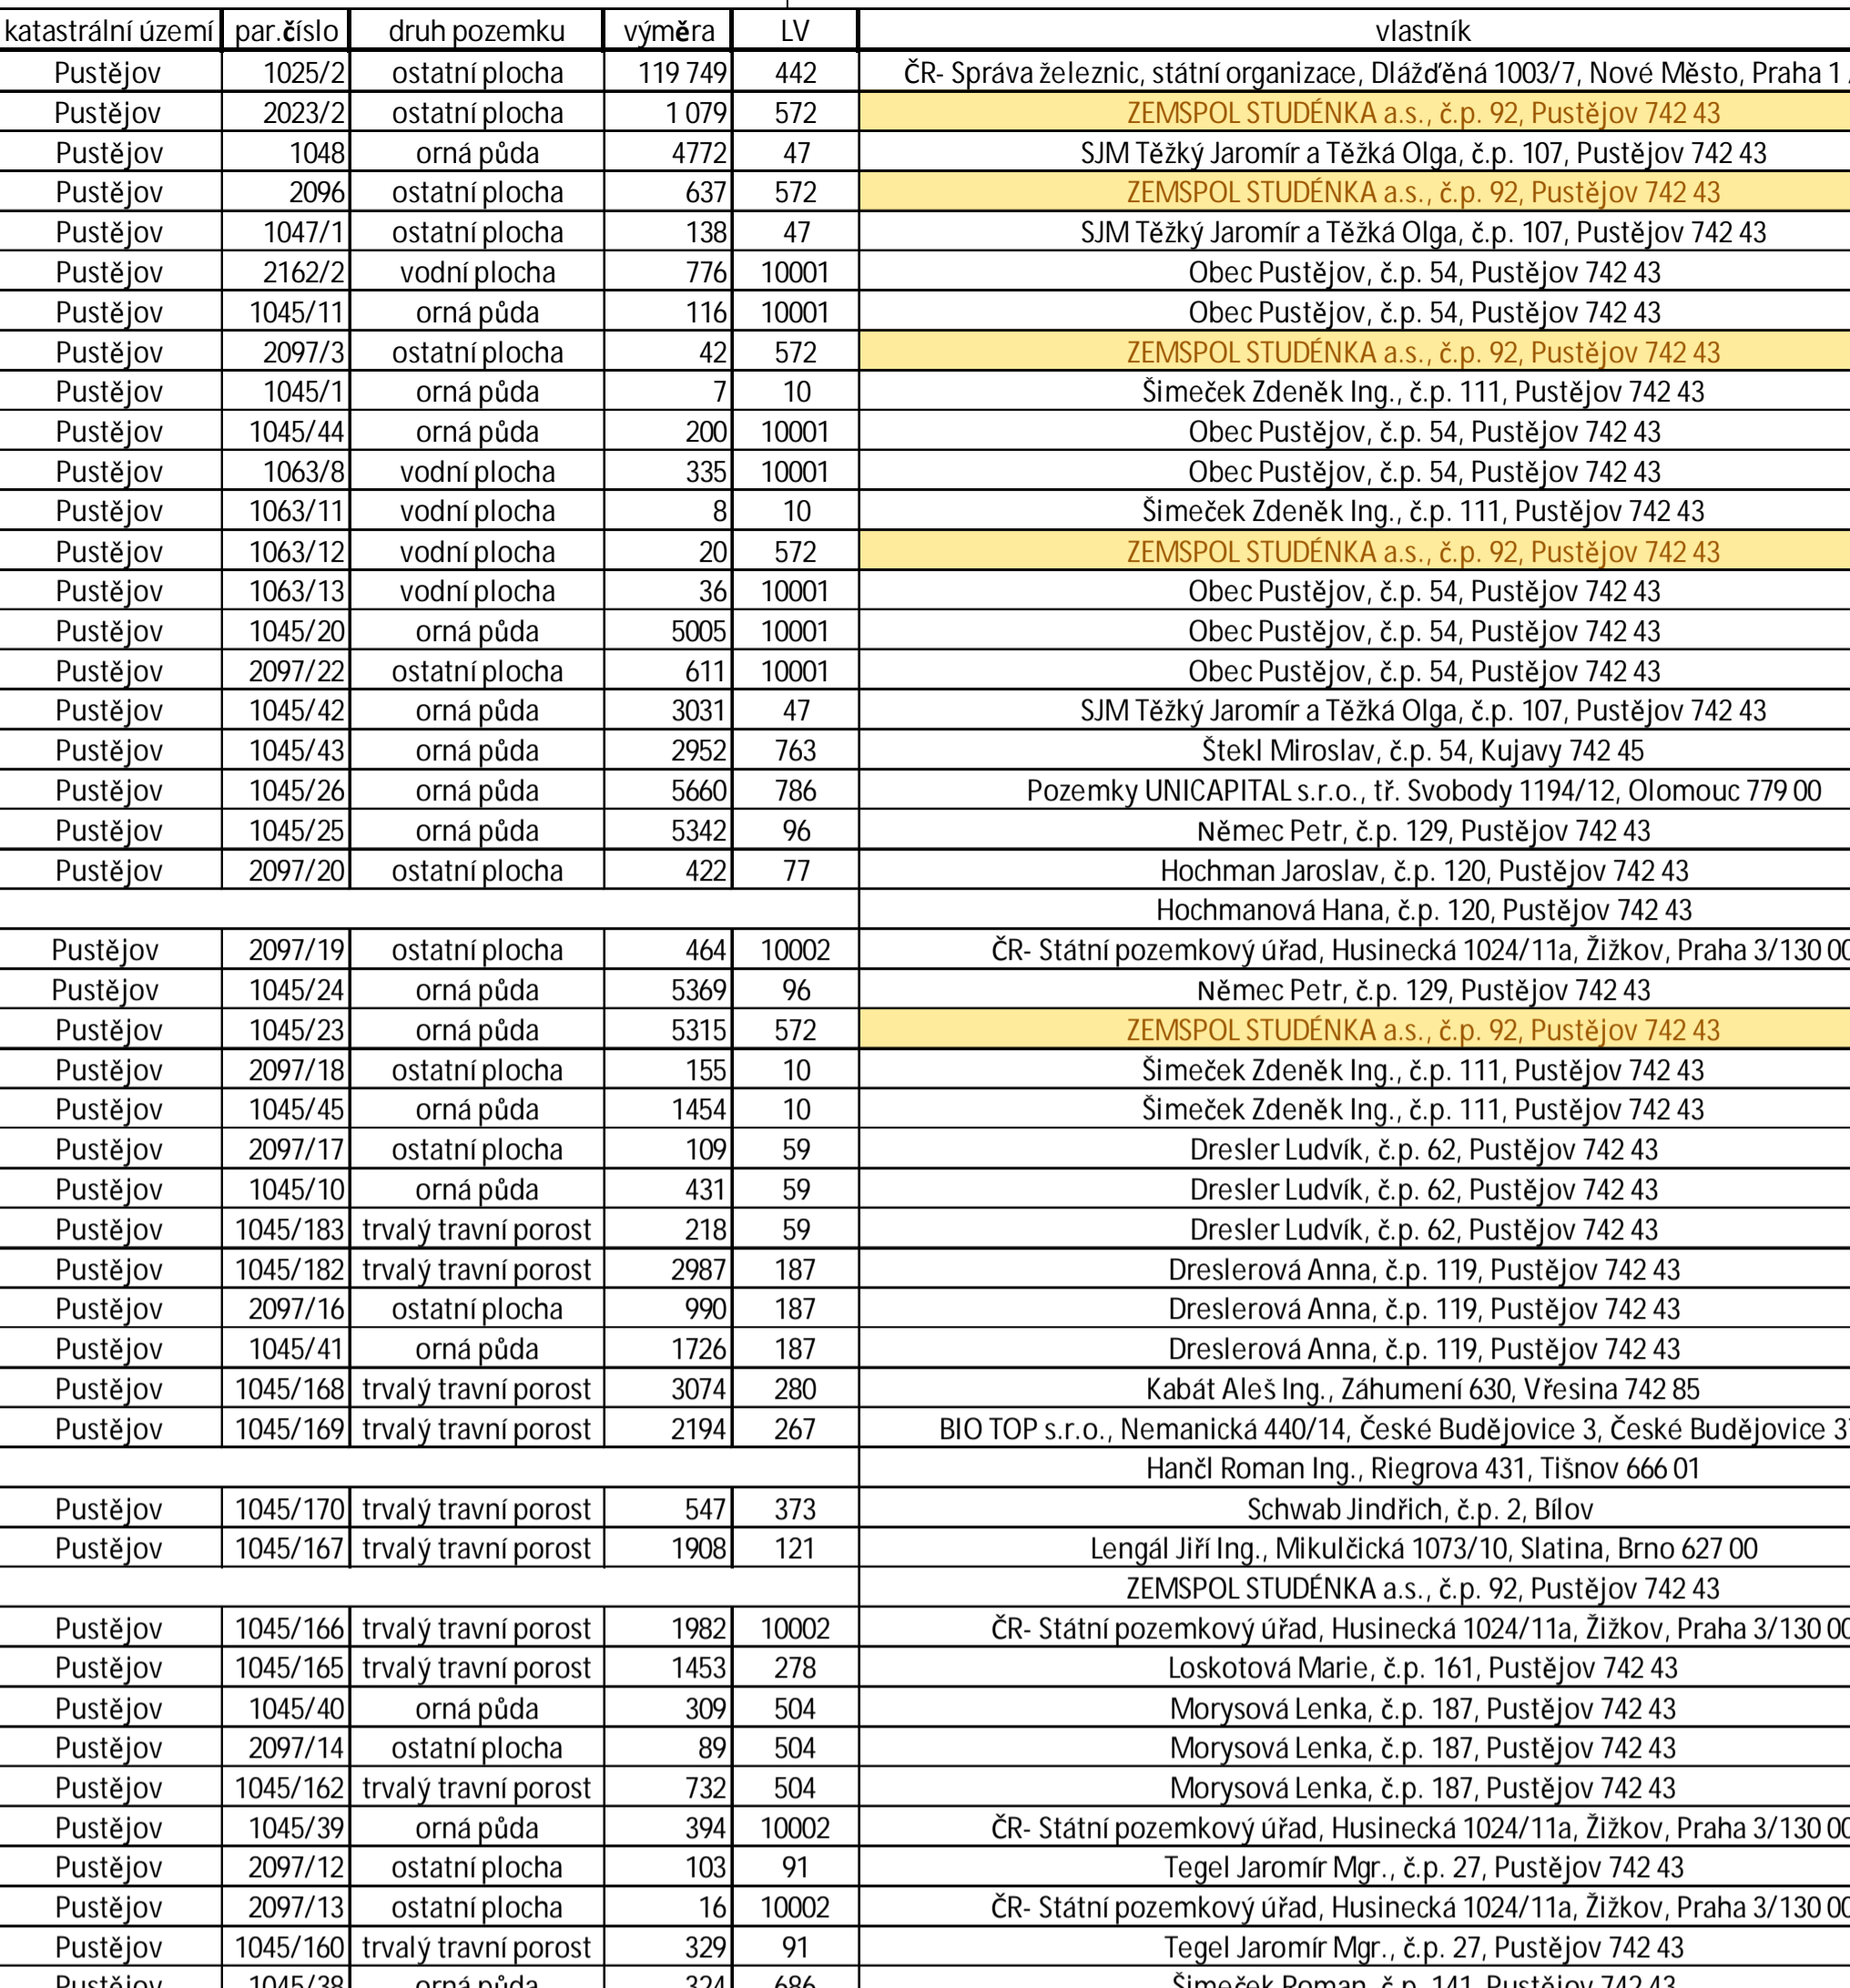 katastrální území par.číslo druh pozemku výměra LV vlastník
Pustějov 1025/2 ostatní plocha 119 749 442 ČR- Správa železnic, státní organizace, Dlážděná 1003/7, Nové Město, Praha 1
Pustějov 2023/2 ostatní plocha 1 079 572 ZEMSPOL STUDÉNKA a.s., č.p. 92, Pustějov 742 43
Pustějov 1048 orná půda 4772 47 SJM Těžký Jaromír a Těžká Olga, č.p. 107, Pustějov 742 43
Pustějov 2096 ostatní plocha 637 572 ZEMSPOL STUDÉNKA a.s., č.p. 92, Pustějov 742 43
Pustějov 1047/1 ostatní plocha 138 47 SJM Těžký Jaromír a Těžká Olga, č.p. 107, Pustějov 742 43
Pustějov 2162/2 vodní plocha 776 10001 Obec Pustějov, č.p. 54, Pustějov 742 43
Pustějov 1045/11 orná půda 116 10001 Obec Pustějov, č.p. 54, Pustějov 742 43
Pustějov 2097/3 ostatní plocha 42 572 ZEMSPOL STUDÉNKA a.s., č.p. 92, Pustějov 742 43
Pustějov 1045/1 orná půda 7 10 Šimeček Zdeněk Ing., č.p. 111, Pustějov 742 43
Pustějov 1045/44 orná půda 200 10001 Obec Pustějov, č.p. 54, Pustějov 742 43
Pustějov 1063/8 vodní plocha 335 10001 Obec Pustějov, č.p. 54, Pustějov 742 43
Pustějov 1063/11 vodní plocha 8 10 Šimeček Zdeněk Ing., č.p. 111, Pustějov 742 43
Pustějov 1063/12 vodní plocha 20 572 ZEMSPOL STUDÉNKA a.s., č.p. 92, Pustějov 742 43
Pustějov 1063/13 vodní plocha 36 10001 Obec Pustějov, č.p. 54, Pustějov 742 43
Pustějov 1045/20 orná půda 5005 10001 Obec Pustějov, č.p. 54, Pustějov 742 43
Pustějov 2097/22 ostatní plocha 611 10001 Obec Pustějov, č.p. 54, Pustějov 742 43
Pustějov 1045/42 orná půda 3031 47 SJM Těžký Jaromír a Těžká Olga, č.p. 107, Pustějov 742 43
Pustějov 1045/43 orná půda 2952 763 Štekl Miroslav, č.p. 54, Kujavy 742 45
Pustějov 1045/26 orná půda 5660 786 Pozemky UNICAPITAL s.r.o., tř. Svobody 1194/12, Olomouc 779 00
Pustějov 1045/25 orná půda 5342 96 Němec Petr, č.p. 129, Pustějov 742 43
Pustějov 2097/20 ostatní plocha 422 77 Hochman Jaroslav, č.p. 120, Pustějov 742 43
Hochmanová Hana, č.p. 120, Pustějov 742 43
Pustějov 2097/19 ostatní plocha 464 10002 ČR- Státní pozemkový úřad, Husinecká 1024/11a, Žižkov, Praha 3/130 00
Pustějov 1045/24 orná půda 5369 96 Němec Petr, č.p. 129, Pustějov 742 43
Pustějov 1045/23 orná půda 5315 572 ZEMSPOL STUDÉNKA a.s., č.p. 92, Pustějov 742 43
Pustějov 2097/18 ostatní plocha 155 10 Šimeček Zdeněk Ing., č.p. 111, Pustějov 742 43
Pustějov 1045/45 orná půda 1454 10 Šimeček Zdeněk Ing., č.p. 111, Pustějov 742 43
Pustějov 2097/17 ostatní plocha 109 59 Dresler Ludvík, č.p. 62, Pustějov 742 43
Pustějov 1045/10 orná půda 431 59 Dresler Ludvík, č.p. 62, Pustějov 742 43
Pustějov 1045/183 trvalý travní porost 218 59 Dresler Ludvík, č.p. 62, Pustějov 742 43
Pustějov 1045/182 trvalý travní porost 2987 187 Dreslerová Anna, č.p. 119, Pustějov 742 43
Pustějov 2097/16 ostatní plocha 990 187 Dreslerová Anna, č.p. 119, Pustějov 742 43
Pustějov 1045/41 orná půda 1726 187 Dreslerová Anna, č.p. 119, Pustějov 742 43
Pustějov 1045/168 trvalý travní porost 3074 280 Kabát Aleš Ing., Záhumení 630, Vřesina 742 85
Pustějov 1045/169 trvalý travní porost 2194 267 BIO TOP s.r.o., Nemanická 440/14, České Budějovice 3, České Budějovice 3
Hančl Roman Ing., Riegrova 431, Tišnov 666 01
Pustějov 1045/170 trvalý travní porost 547 373 Schwab Jindřich, č.p. 2, Bílov
Pustějov 1045/167 trvalý travní porost 1908 121 Lengál Jiří Ing., Mikulčická 1073/10, Slatina, Brno 627 00
ZEMSPOL STUDÉNKA a.s., č.p. 92, Pustějov 742 43
Pustějov 1045/166 trvalý travní porost 1982 10002 ČR- Státní pozemkový úřad, Husinecká 1024/11a, Žižkov, Praha 3/130 00
Pustějov 1045/165 trvalý travní porost 1453 278 Loskotová Marie, č.p. 161, Pustějov 742 43
Pustějov 1045/40 orná půda 309 504 Morysová Lenka, č.p. 187, Pustějov 742 43
Pustějov 2097/14 ostatní plocha 89 504 Morysová Lenka, č.p. 187, Pustějov 742 43
Pustějov 1045/162 trvalý travní porost 732 504 Morysová Lenka, č.p. 187, Pustějov 742 43
Pustějov 1045/39 orná půda 394 10002 ČR- Státní pozemkový úřad, Husinecká 1024/11a, Žižkov, Praha 3/130 00
Pustějov 2097/12 ostatní plocha 103 91 Tegel Jaromír Mgr., č.p. 27, Pustějov 742 43
Pustějov 2097/13 ostatní plocha 16 10002 ČR- Státní pozemkový úřad, Husinecká 1024/11a, Žižkov, Praha 3/130 00
Pustějov 1045/160 trvalý travní porost 329 91 Tegel Jaromír Mgr., č.p. 27, Pustějov 742 43
Pustějov 1045/38 orná půda 324 686 Šimeček Roman, č.p. 141, Pustějov 742 43